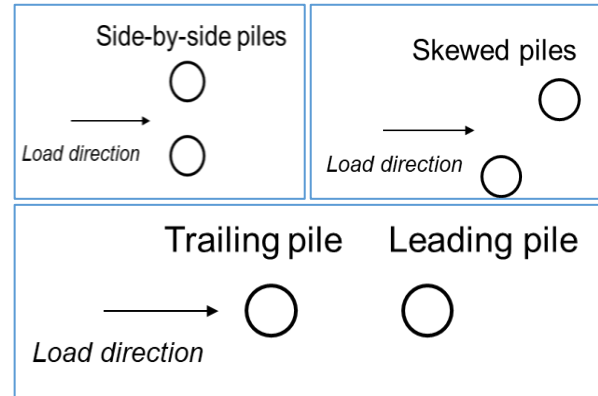 Side-by-side piles
Load direction
Skewed piles
Load direction
Trailing pile
Leading pile
Load direction